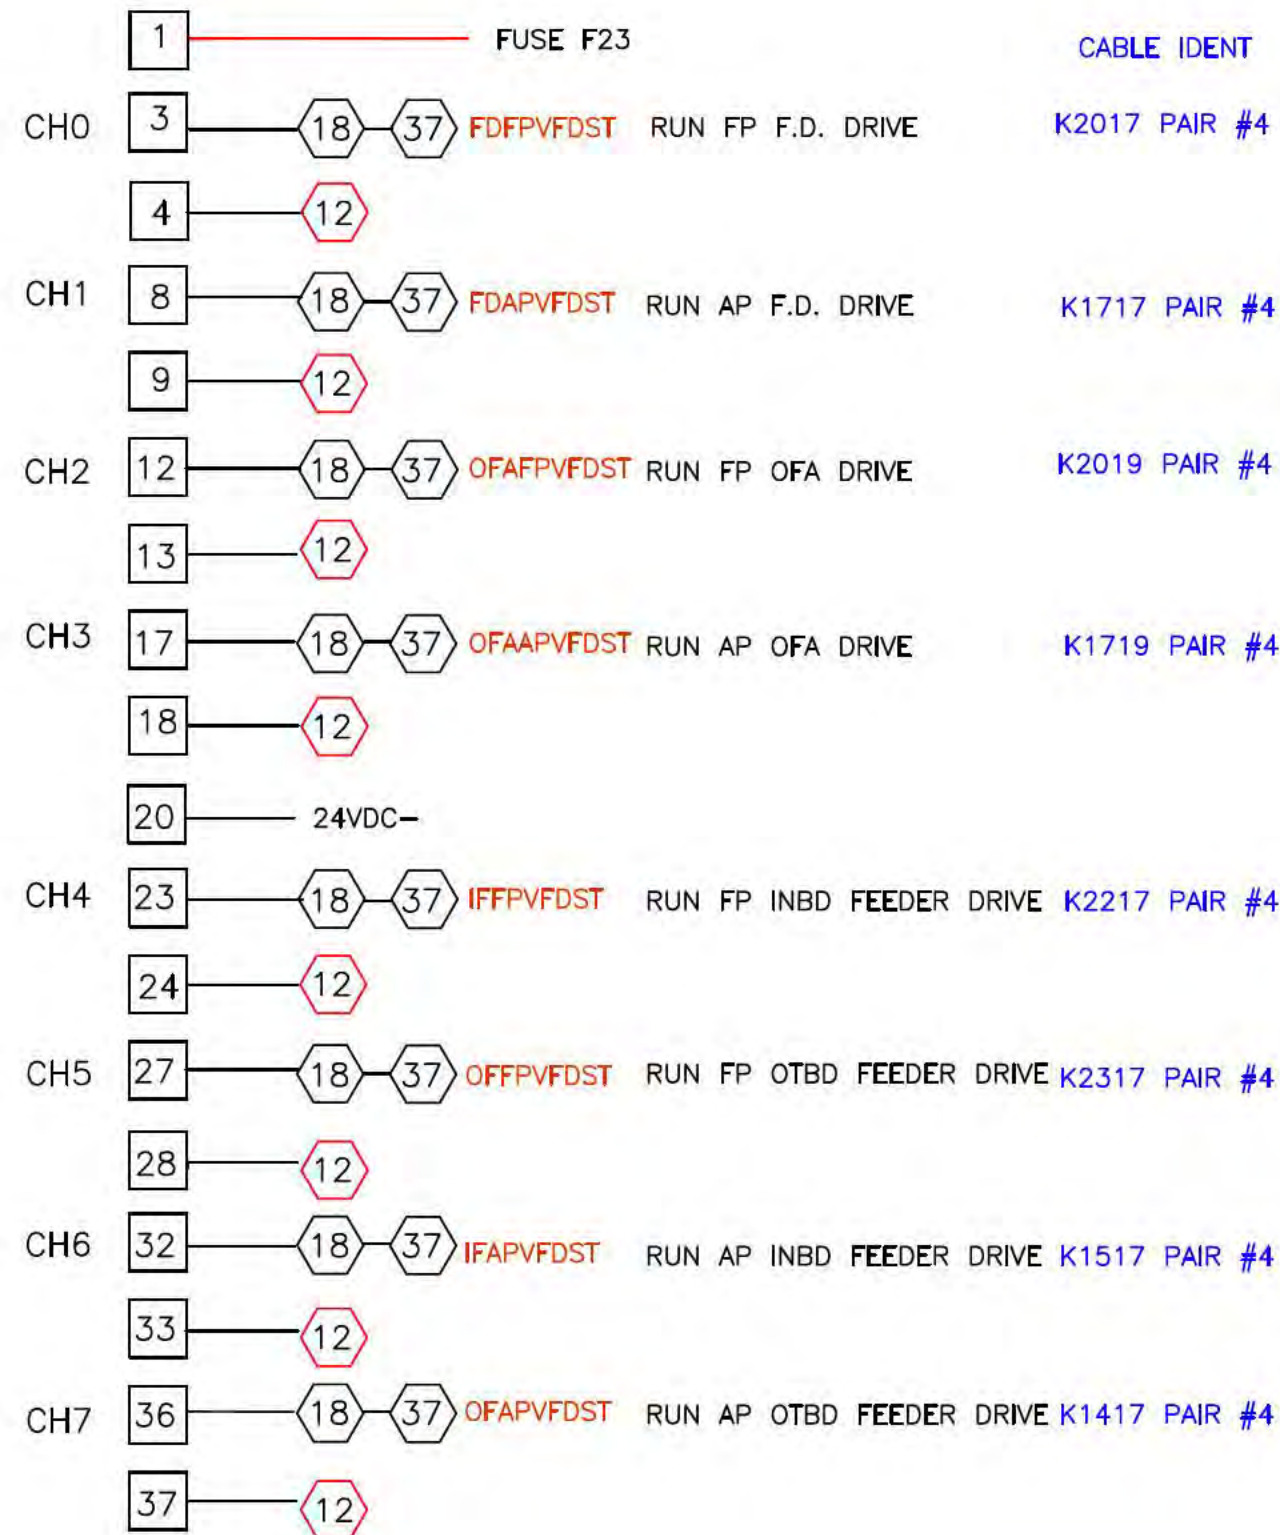 1 FUSE F23
CABLE IDENT
CH0 3 18 37 FDFPVFDST RUN FP F.D. DRIVE K2017 PAIR #4
4 12
CH1 8 18 37 FDAPVFDST RUN AP F.D. DRIVE K1717 PAIR #4
9 12
CH2 12 18 37 OFAFPVFDST RUN FP OFA DRIVE K2019 PAIR #4
13 12
CH3 17 18 37 OFAAPVFDST RUN AP OFA DRIVE K1719 PAIR #4
18 12
20 24VDC-
CH4 23 18 37 IFFPVFDST RUN FP INBD FEEDER DRIVE K2217 PAIR #4
24 12
CH5 27 18 37 OFFPVFDST RUN FP OTBD FEEDER DRIVE K2317 PAIR #4
28 12
CH6 32 18 37 IFAPVFDST RUN AP INBD FEEDER DRIVE K1517 PAIR #4
33 12
CH7 36 18 37 OFAPVFDST RUN AP OTBD FEEDER DRIVE K1417 PAIR #4
37 12